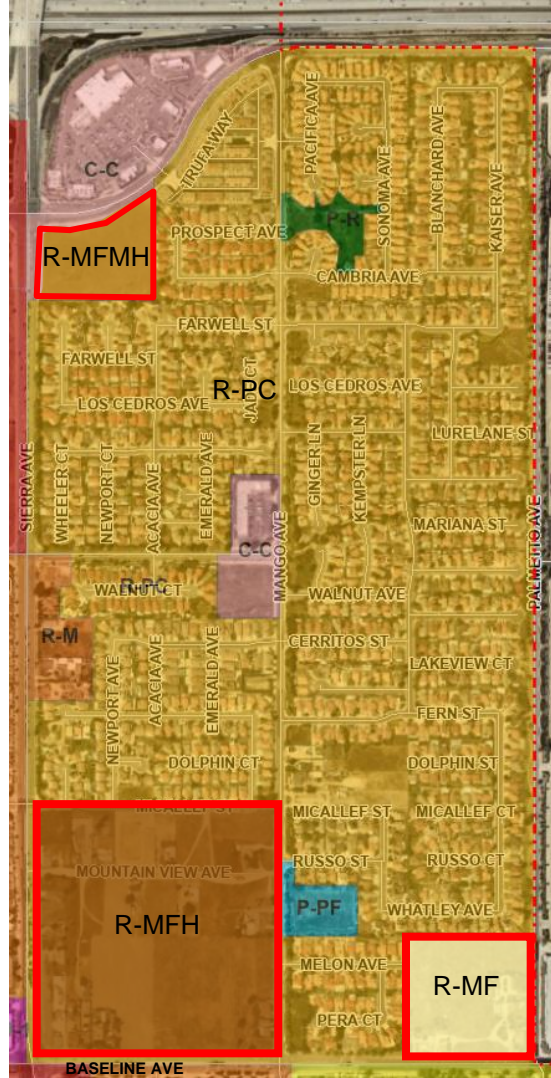 TRUFA WAY
PACIFICA AVE
BLANCHARD AVE
C-C
SONOMA AVE
KAISER AVE
P-R
PROSPECT AVE
R-MFMH
CAMBRIA AVE
FARWELL ST
FARWELL ST
R-PC
LOS CEDROS AVE
LOS CEDROS AVE
LURELANE ST
SIERRA AVE
WHEELER CT
NEWPORT CT
ACACIA AVE
EMERALD AVE
GINGER LN
KEMPSTER LN
MARIANA ST
C-C
MANGO AVE
PALMETTO AVE
R-PC
WALNUT CT
WALNUT AVE
R-M
CERRITOS ST
LAKEVIEW CT
NEWPORT AVE
ACACIA AVE
EMERALD AVE
FERN ST
DOLPHIN CT
DOLPHIN ST
MICALLEF ST
MICALLEF ST
MICALLEF CT
RUSSO ST
RUSSO CT
MOUNTAIN VIEW AVE
P-PF
WHATLEY AVE
R-MFH
MELON AVE
R-MF
PERA CT
BASELINE AVE